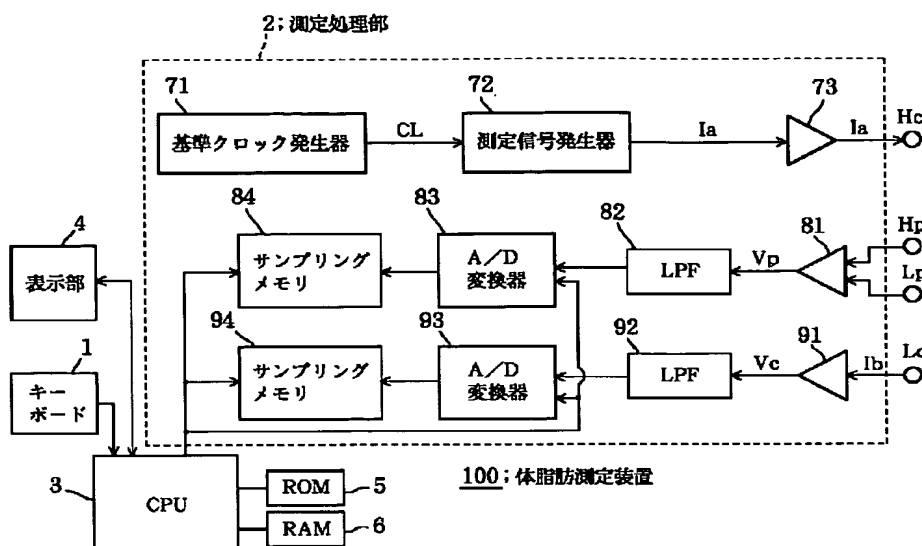 2;測定処理部
71
72
73
Hc
基準クロック発生器
CL
測定信号発生器
Ia
Ia
84
83
82
81
Hp
4
サンプリング
メモリ
A/D
変換器
LPF
Vp
Lp
表示部
94
93
92
91
Lc
1
サンプリング
メモリ
A/D
変換器
LPF
Vc
Ib
キー
ボード
3
CPU
ROM
5
RAM
6
100;体脂肪測定装置